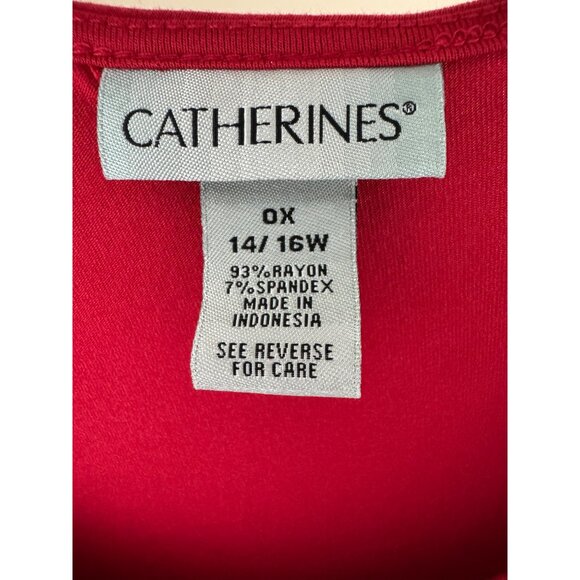 CATHERINES®
0X
14/ 16W
93%RAYON
7%SPANDEX
MADE IN
INDONESIA
SEE REVERSE
FOR CARE